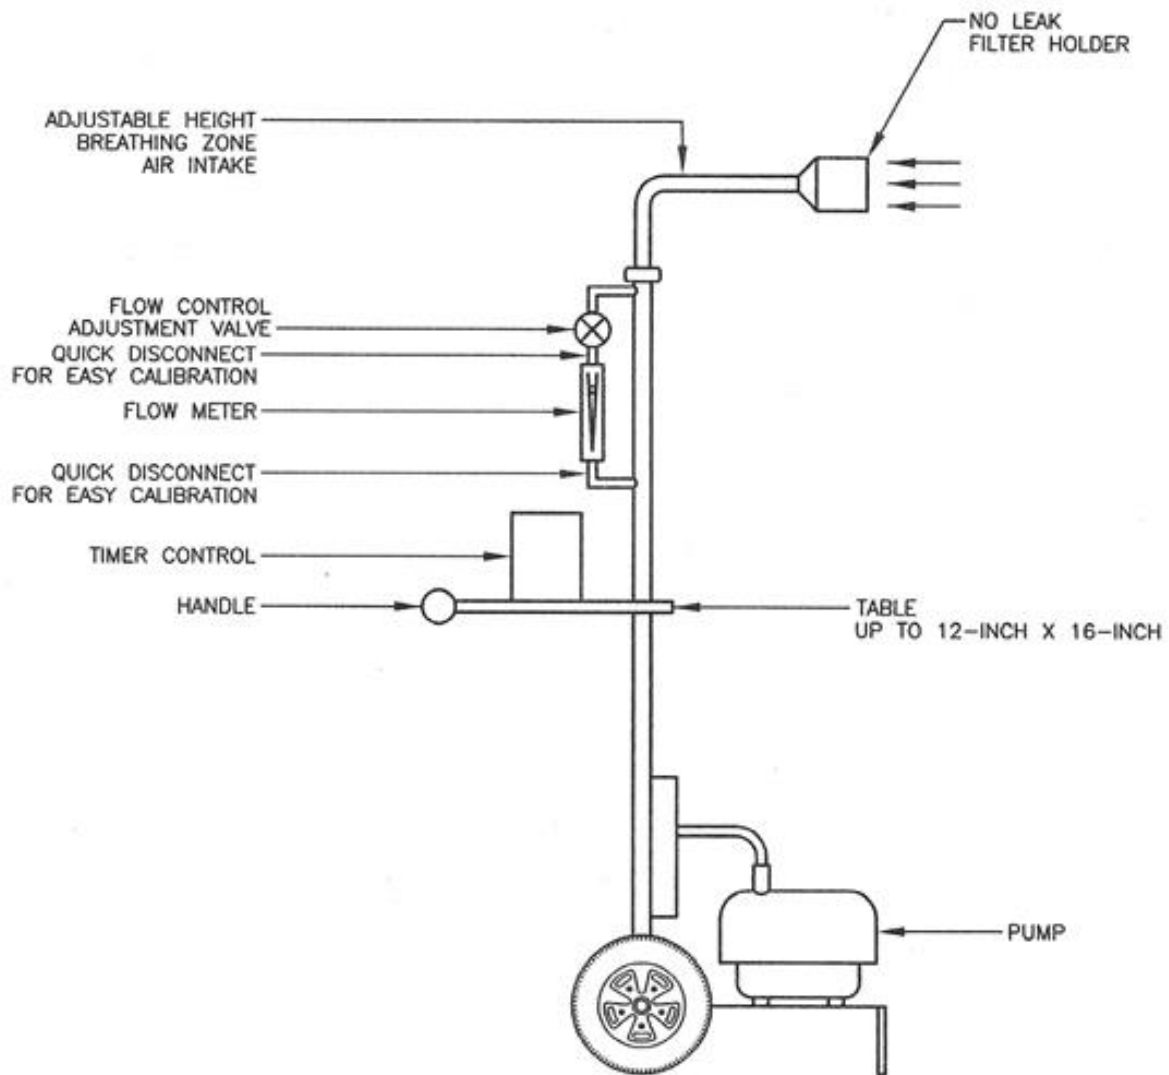 NO LEAK
FILTER HOLDER
ADJUSTABLE HEIGHT
BREATHING ZONE
AIR INTAKE
FLOW CONTROL
ADJUSTMENT VALVE
QUICK DISCONNECT
FOR EASY CALIBRATION
FLOW METER
QUICK DISCONNECT
FOR EASY CALIBRATION
TIMER CONTROL
HANDLE
TABLE
UP TO 12-INCH X 16-INCH
PUMP